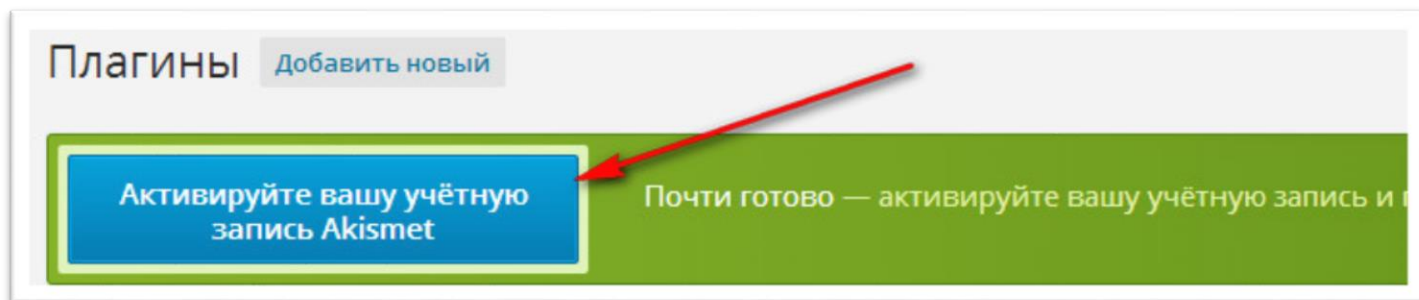 Плагины Добавить новый
Активируйте вашу учётную
запись Akismet
Почти готово — активируйте вашу учётную запись и